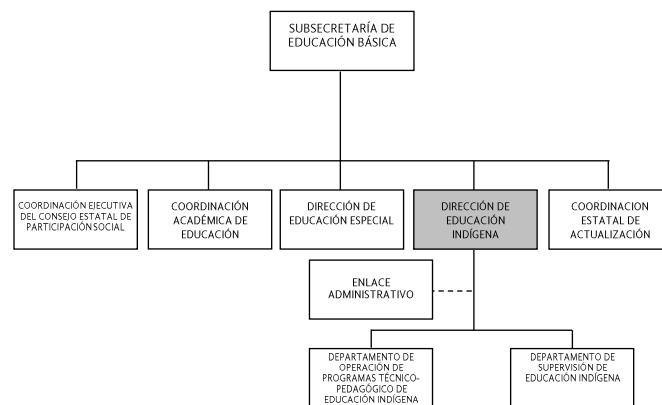 SUBSECRETARÍA DE
EDUCACIÓN BÁSICA
COORDINACIÓN EJECUTIVA
DEL CONSEJO ESTATAL DE
PARTICIPACIÓN SOCIAL
COORDINACIÓN
ACADÉMICA DE
EDUCACIÓN
DIRECCIÓN DE
EDUCACIÓN ESPECIAL
DIRECCIÓN DE
EDUCACIÓN
INDÍGENA
COORDINACION
ESTATAL DE
ACTUALIZACIÓN
ENLACE
ADMINISTRATIVO
DEPARTAMENTO DE
OPERACIÓN DE
PROGRAMAS TÉCNICO-
PEDAGÓGICO DE
EDUCACIÓN INDÍGENA
DEPARTAMENTO DE
SUPERVISIÓN DE
EDUCACIÓN INDÍGENA